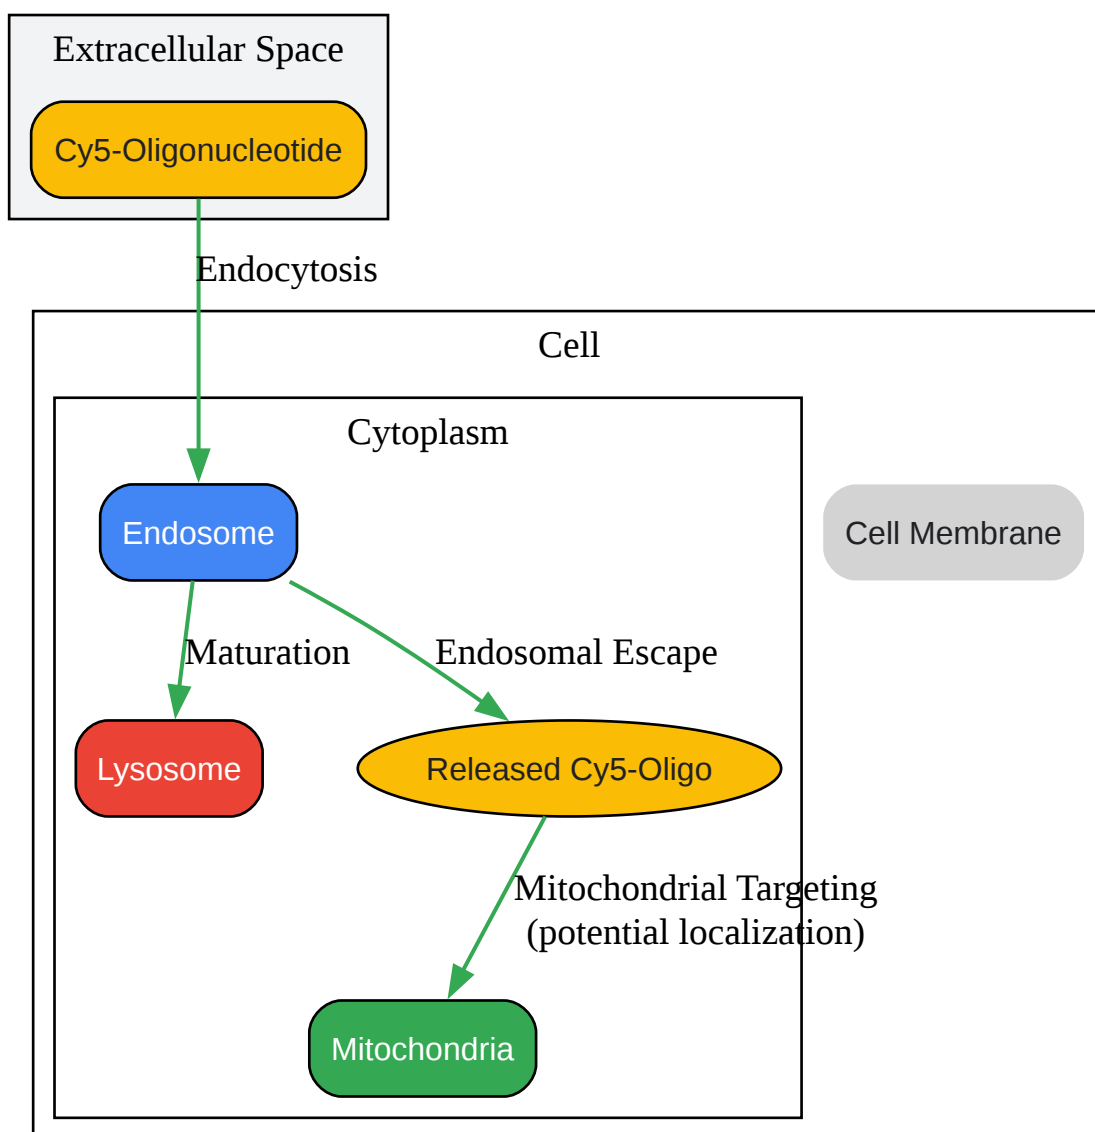 Extracellular Space
Cy5-Oligonucleotide
Endocytosis
Cell
Cytoplasm
Endosome
Cell Membrane
Maturation
Endosomal Escape
Lysosome
Released Cy5-Oligo
Mitochondrial Targeting
(potential localization)
Mitochondria